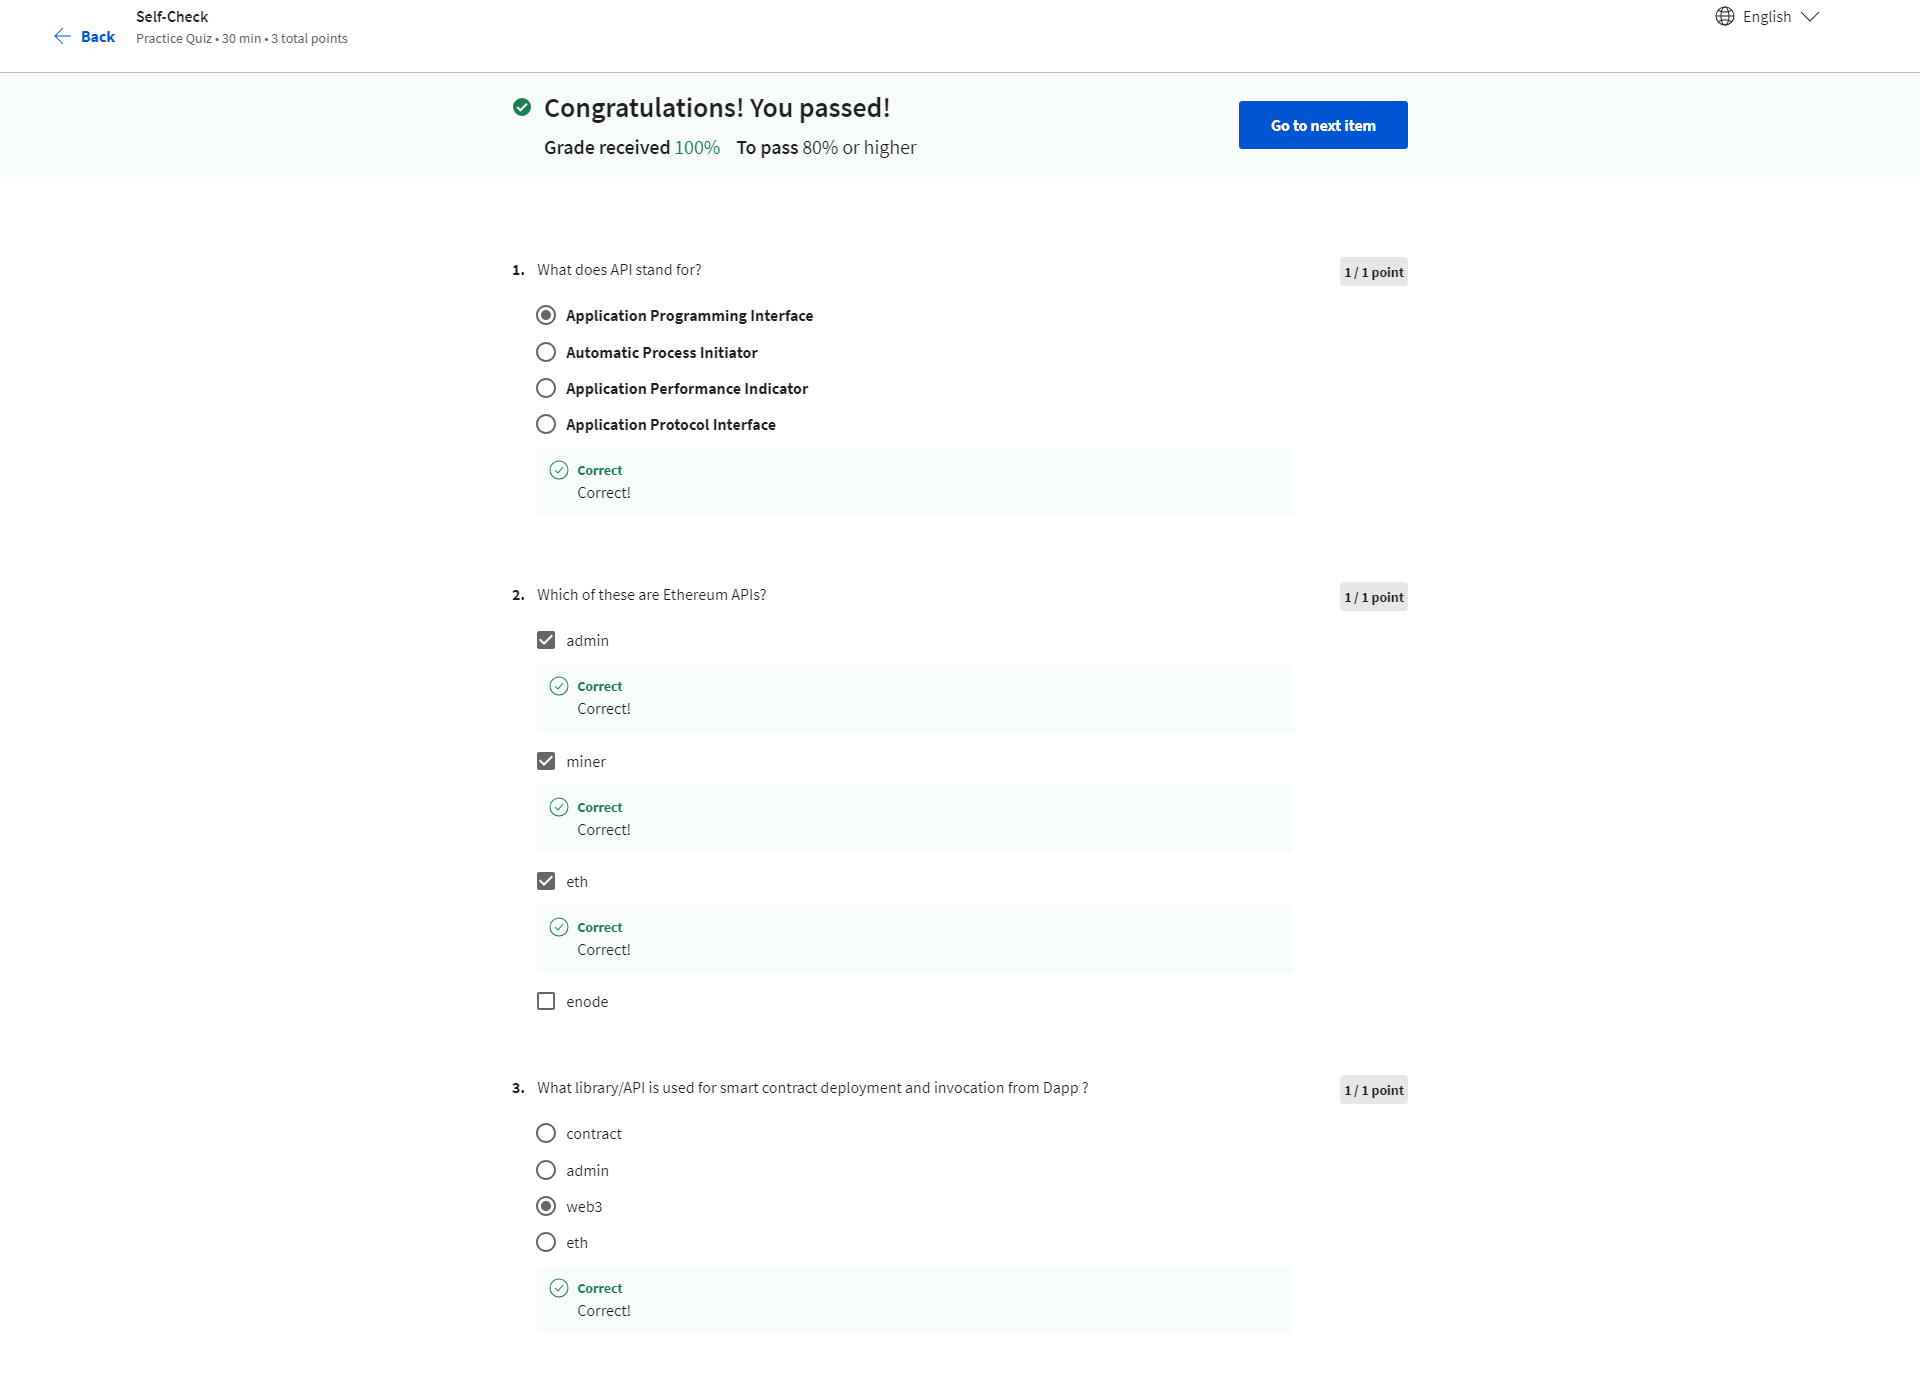 Self-Check
Back
Practice Quiz • 30 min • 3 total points
English
Congratulations! You passed!
Grade received 100% To pass 80% or higher
Go to next item
1. What does API stand for?
1 / 1 point
Application Programming Interface
Automatic Process Initiator
Application Performance Indicator
Application Protocol Interface
Correct
Correct!
2. Which of these are Ethereum APIs?
1 / 1 point
admin
Correct
Correct!
miner
Correct
Correct!
eth
Correct
Correct!
enode
3. What library/API is used for smart contract deployment and invocation from Dapp ?
1 / 1 point
contract
admin
web3
eth
Correct
Correct!